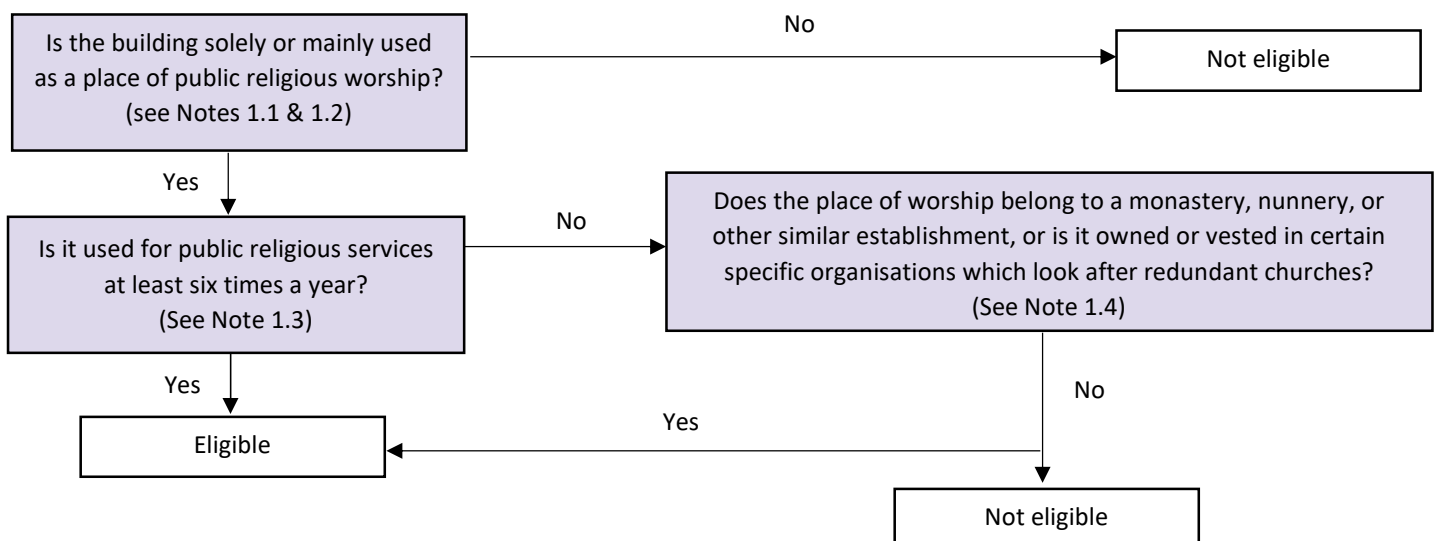 Is the building solely or mainly used
as a place of public religious worship?
(see Notes 1.1 & 1.2)
No
Not eligible
Yes
Is it used for public religious services
at least six times a year?
(See Note 1.3)
No
Does the place of worship belong to a monastery, nunnery, or
other similar establishment, or is it owned or vested in certain
specific organisations which look after redundant churches?
(See Note 1.4)
Yes
No
Eligible
Yes
Not eligible